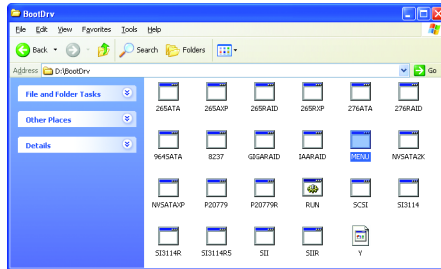 BootDrv
File Edit View Favorites Tools Help
Back Search Folders
Address D:\BootDrv Go
File and Folder Tasks
Other Places
Details
265ATA 265AXP 265RAID 265RXP 276ATA 276RAID
964SATA 8237 GIGARAID IAARAID MENU NVSATA2K
NVSATAXP P20779 P20779R RUN SCSI SI3114
SI3114R SI3114R5 SII SIIR Y